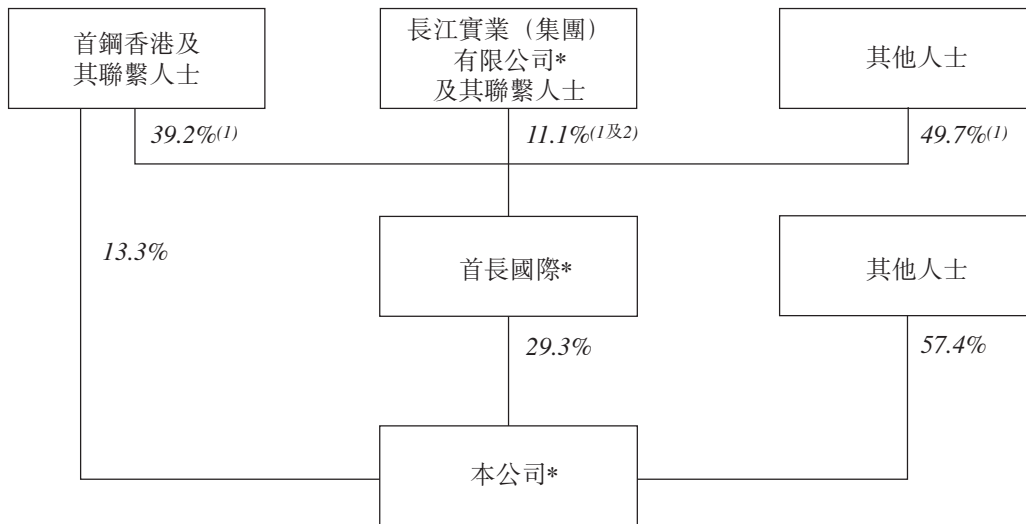 首鋼香港及
其聯繫人士
長江實業（集團）
有限公司*
及其聯繫人士
其他人士
39.2%(1)
11.1%(1及2)
49.7%(1)
13.3%
首長國際*
其他人士
29.3%
57.4%
本公司*